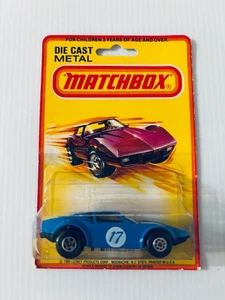 FOR CHILDREN 3 YEARS OF AGE AND OVER.
DIE CAST
METAL
MATCHBOX
17